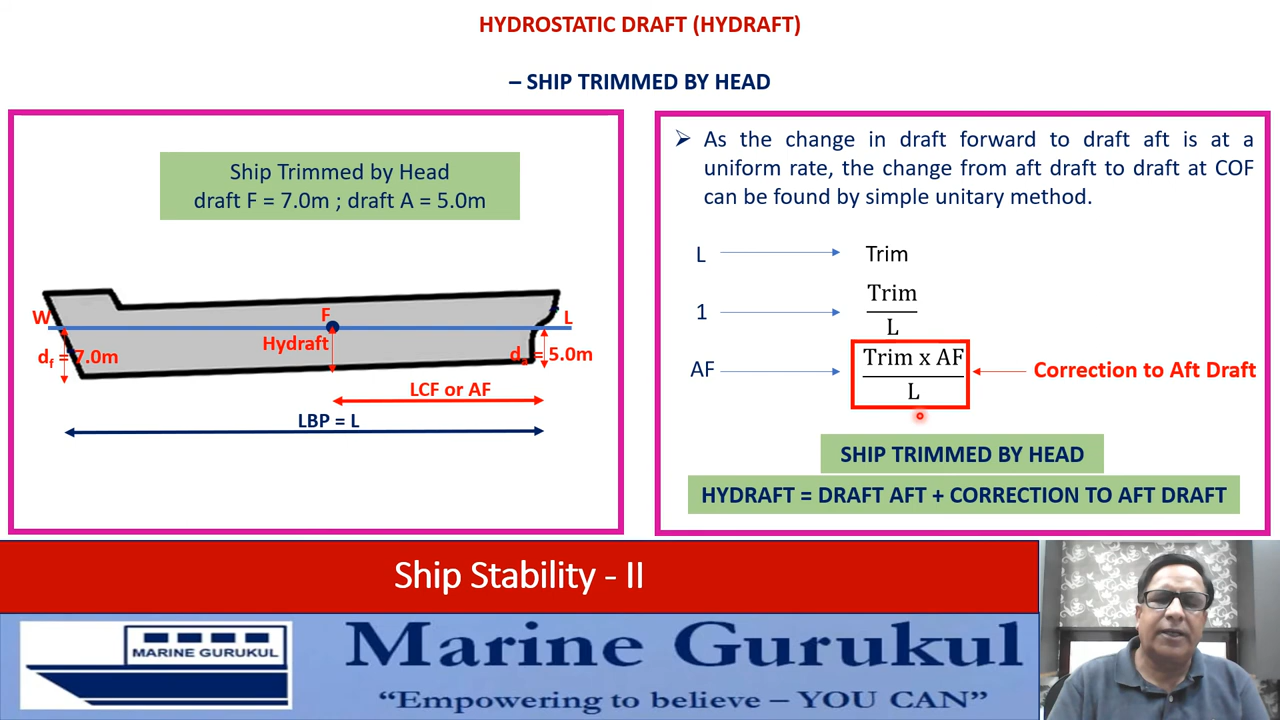 HYDROSTATIC DRAFT (HYDRAFT)
– SHIP TRIMMED BY HEAD
Ship Trimmed by Head
draft F = 7.0m ; draft A = 5.0m
W
F
L
Hydraft
df = 7.0m
da = 5.0m
LCF or AF
LBP = L
➢ As the change in draft forward to draft aft is at a
uniform rate, the change from aft draft to draft at COF
can be found by simple unitary method.
L Trim
1 Trim
L
AF Trim x AF
L
Correction to Aft Draft
SHIP TRIMMED BY HEAD
HYDRAFT = DRAFT AFT + CORRECTION TO AFT DRAFT
Ship Stability - II
MARINE GURUKUL
Marine Gurukul
“Empowering to believe – YOU CAN”